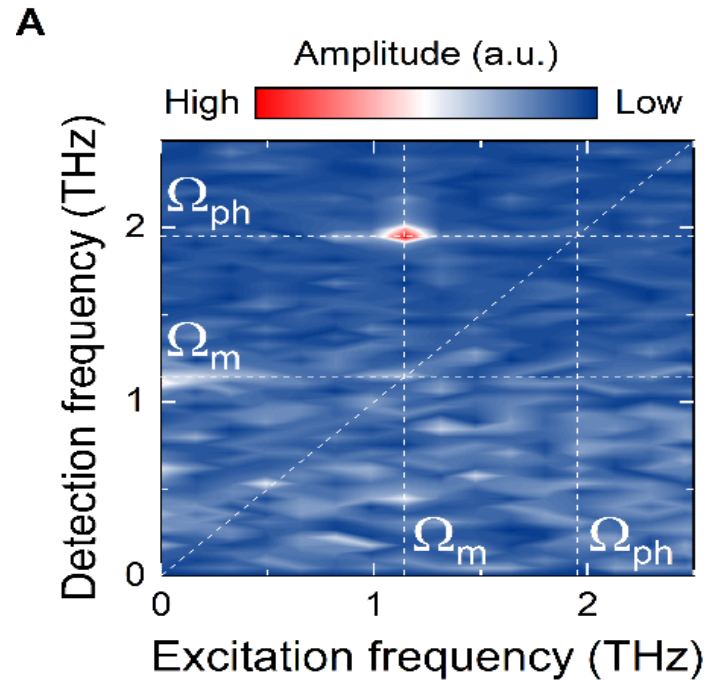 A
Amplitude (a.u.)
High Low
Detection frequency (THz)
2
1
0
Ωph
Ωm
Ωm Ωph
0 1 2
Excitation frequency (THz)